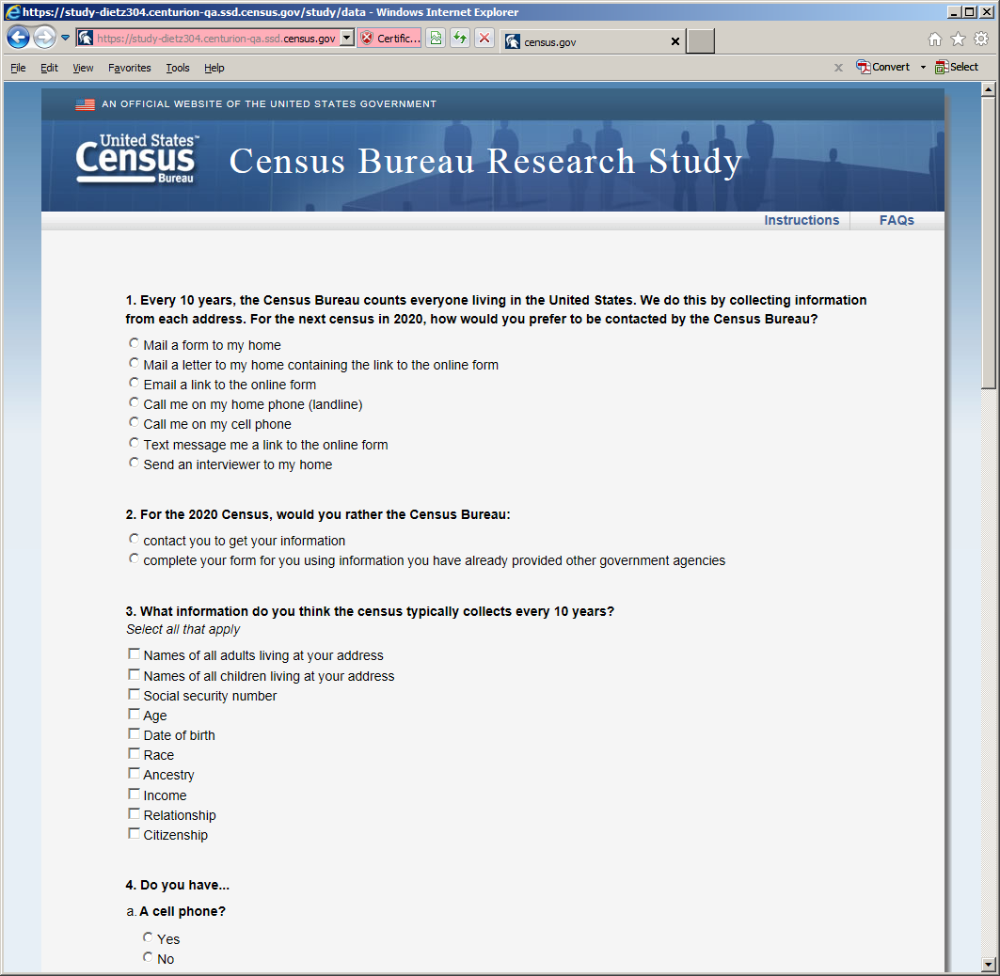 https://study-dietz304.centurion-qa.ssd.census.gov/study/data - Windows Internet Explorer
https://study-dietz304.centurion-qa.ssd.census.gov Certific... census.gov
File Edit View Favorites Tools Help x Convert Select
AN OFFICIAL WEBSITE OF THE UNITED STATES GOVERNMENT
United States™
Census
Bureau
Census Bureau Research Study
Instructions FAQs
1. Every 10 years, the Census Bureau counts everyone living in the United States. We do this by collecting information
from each address. For the next census in 2020, how would you prefer to be contacted by the Census Bureau?
Mail a form to my home
Mail a letter to my home containing the link to the online form
Email a link to the online form
Call me on my home phone (landline)
Call me on my cell phone
Text message me a link to the online form
Send an interviewer to my home
2. For the 2020 Census, would you rather the Census Bureau:
contact you to get your information
complete your form for you using information you have already provided other government agencies
3. What information do you think the census typically collects every 10 years?
Select all that apply
Names of all adults living at your address
Names of all children living at your address
Social security number
Age
Date of birth
Race
Ancestry
Income
Relationship
Citizenship
4. Do you have...
a. A cell phone?
Yes
No